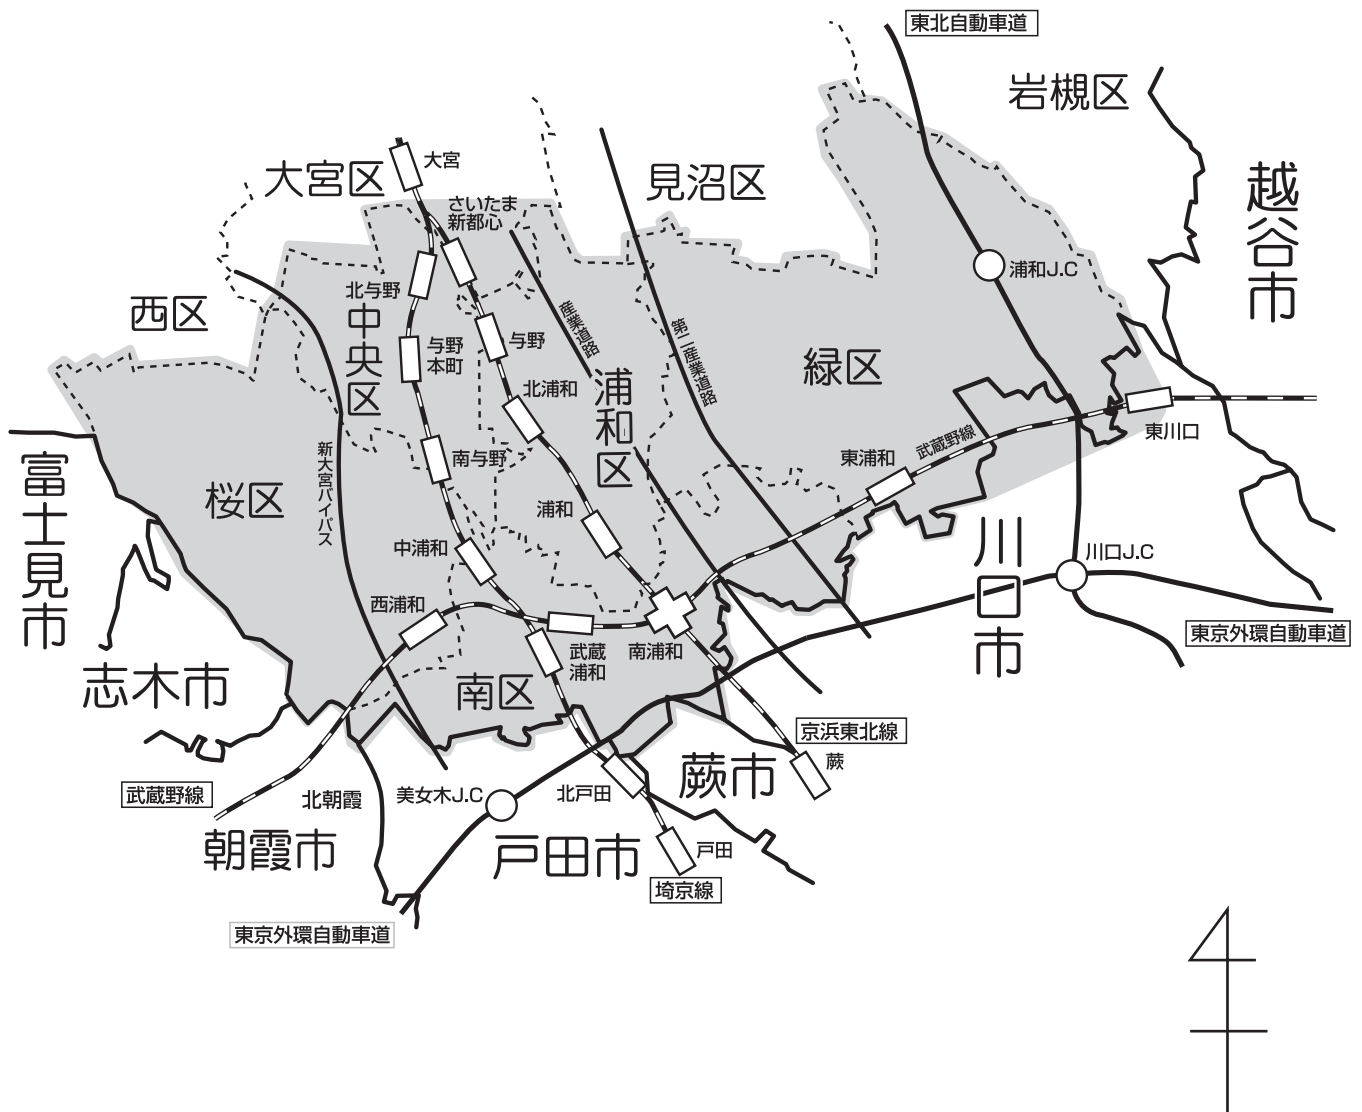 東北自動車道
岩槻区
大宮
大宮区
見沼区
越谷市
さいたま
新都心
浦和J.C
北与野
西区
中央区
産業道路
第二産業道路
与野
与野
本町
緑区
浦和区
北浦和
東川口
武蔵野線
新大宮バイパス
南与野
東浦和
富士見市
桜区
浦和
川口市
中浦和
川口J.C
西浦和
東京外環自動車道
武蔵
浦和
南浦和
志木市
南区
京浜東北線
蕨市
蕨
武蔵野線
北朝霞
美女木J.C
北戸田
朝霞市
戸田市
戸田
埼京線
東京外環自動車道